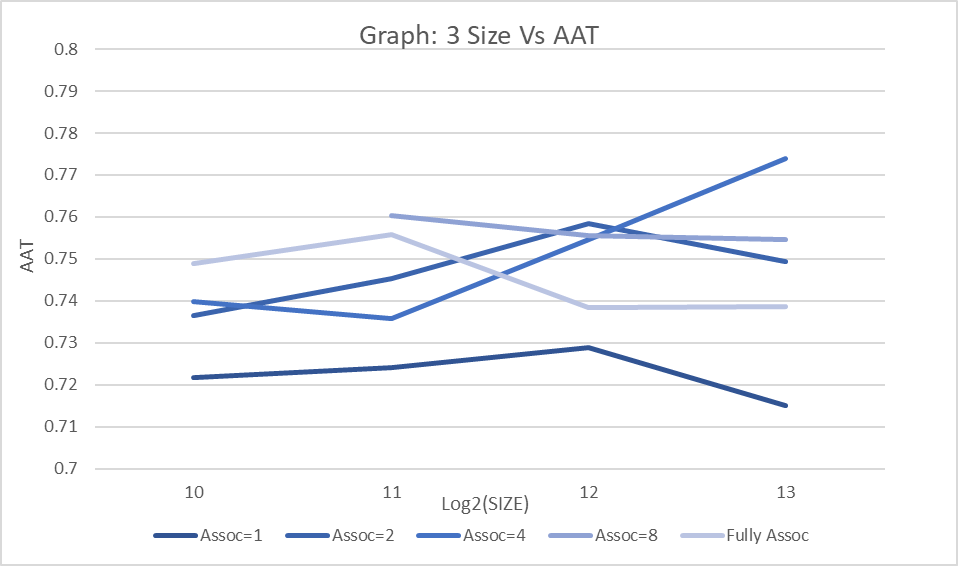 Graph: 3 Size Vs AAT
0.8
0.79
0.78
0.77
0.76
0.75
0.74
0.73
0.72
0.71
0.7
AAT
10 11 12 13
Log2(SIZE)
Assoc=1 Assoc=2 Assoc=4 Assoc=8 Fully Assoc